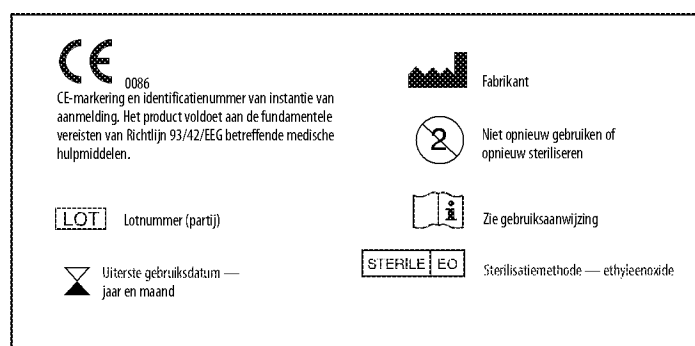 CE 0086
CE-markering en identificatienummer van instantie van
aanmelding. Het product voldoet aan de fundamentele
vereisten van Richtlijn 93/42/EEG betreffende medische
hulpmiddelen.
LOT Lotnummer (partij)
Uiterste gebruiksdatum —
jaar en maand
Fabrikant
2 Niet opnieuw gebruiken of
opnieuw steriliseren
i Zie gebruiksaanwijzing
STERILE EO Sterilisatiemethode — ethyleenoxide